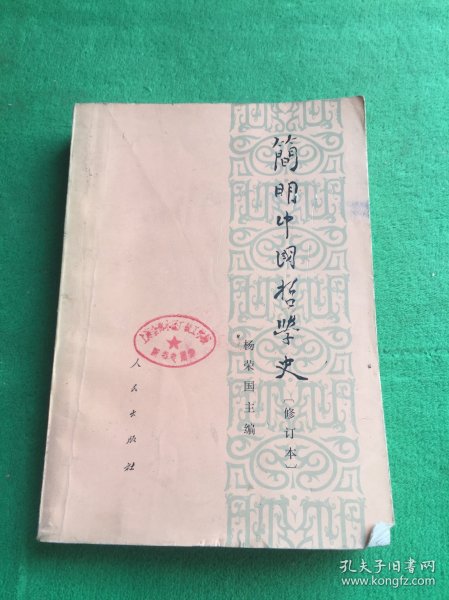 簡明中国哲學史
〔修订本〕
杨荣国主编
人民出版社
孔夫子旧书网
www.kongfz.com